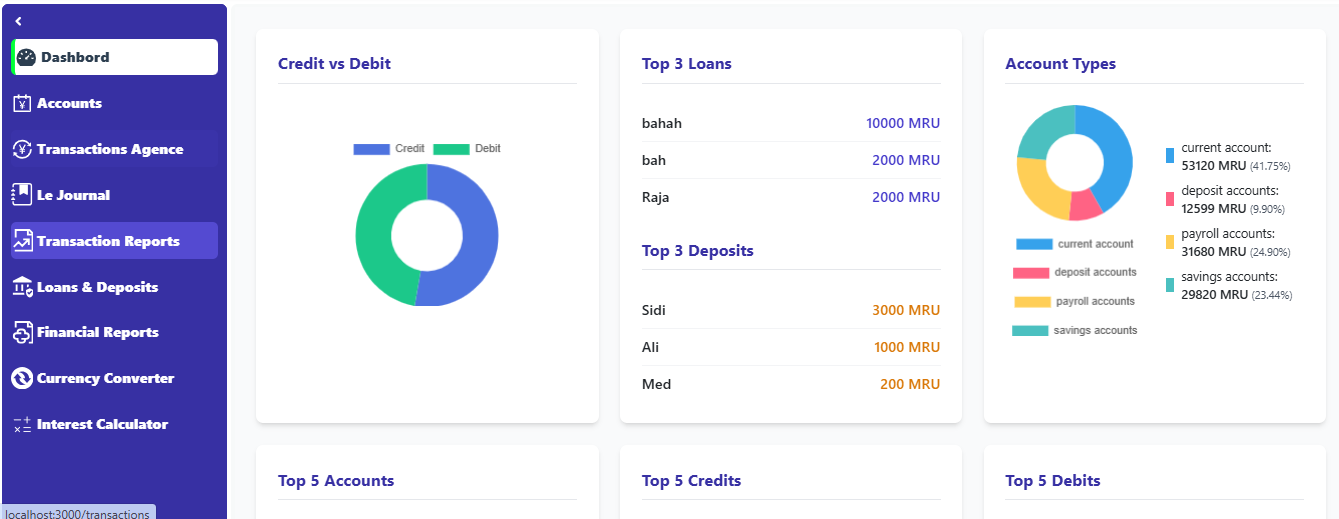 Dashbord
Accounts
Transactions Agence
Le Journal
Transaction Reports
Loans & Deposits
Financial Reports
Currency Converter
Interest Calculator
localhost:3000/transactions
Credit vs Debit
Credit Debit
Top 3 Loans
bahah 10000 MRU
bah 2000 MRU
Raja 2000 MRU
Top 3 Deposits
Sidi 3000 MRU
Ali 1000 MRU
Med 200 MRU
Account Types
current account
deposit accounts
payroll accounts
savings accounts
current account:
53120 MRU (41.75%)
deposit accounts:
12599 MRU (9.90%)
payroll accounts:
31680 MRU (24.90%)
savings accounts:
29820 MRU (23.44%)
Top 5 Accounts
Top 5 Credits
Top 5 Debits